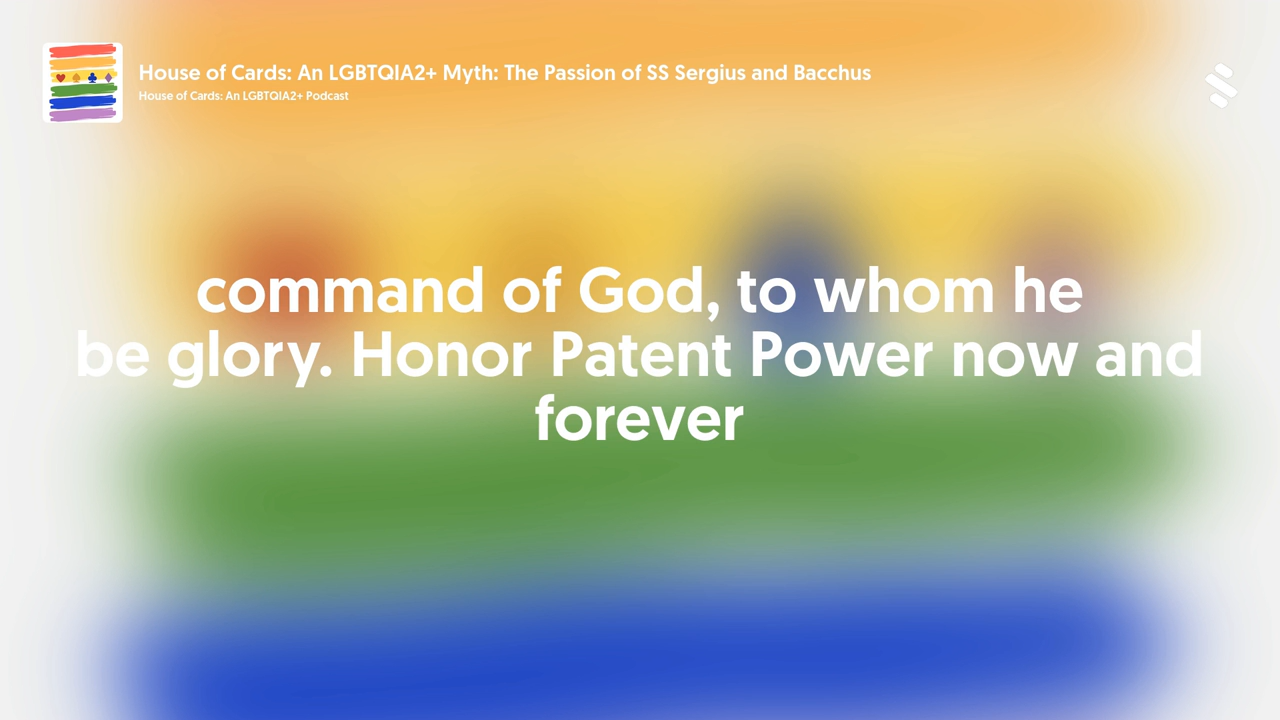 House of Cards: An LGBTQIA2+ Myth: The Passion of SS Sergius and Bacchus
House of Cards: An LGBTQIA2+ Podcast
command of God, to whom he
be glory. Honor Patent Power now and
forever